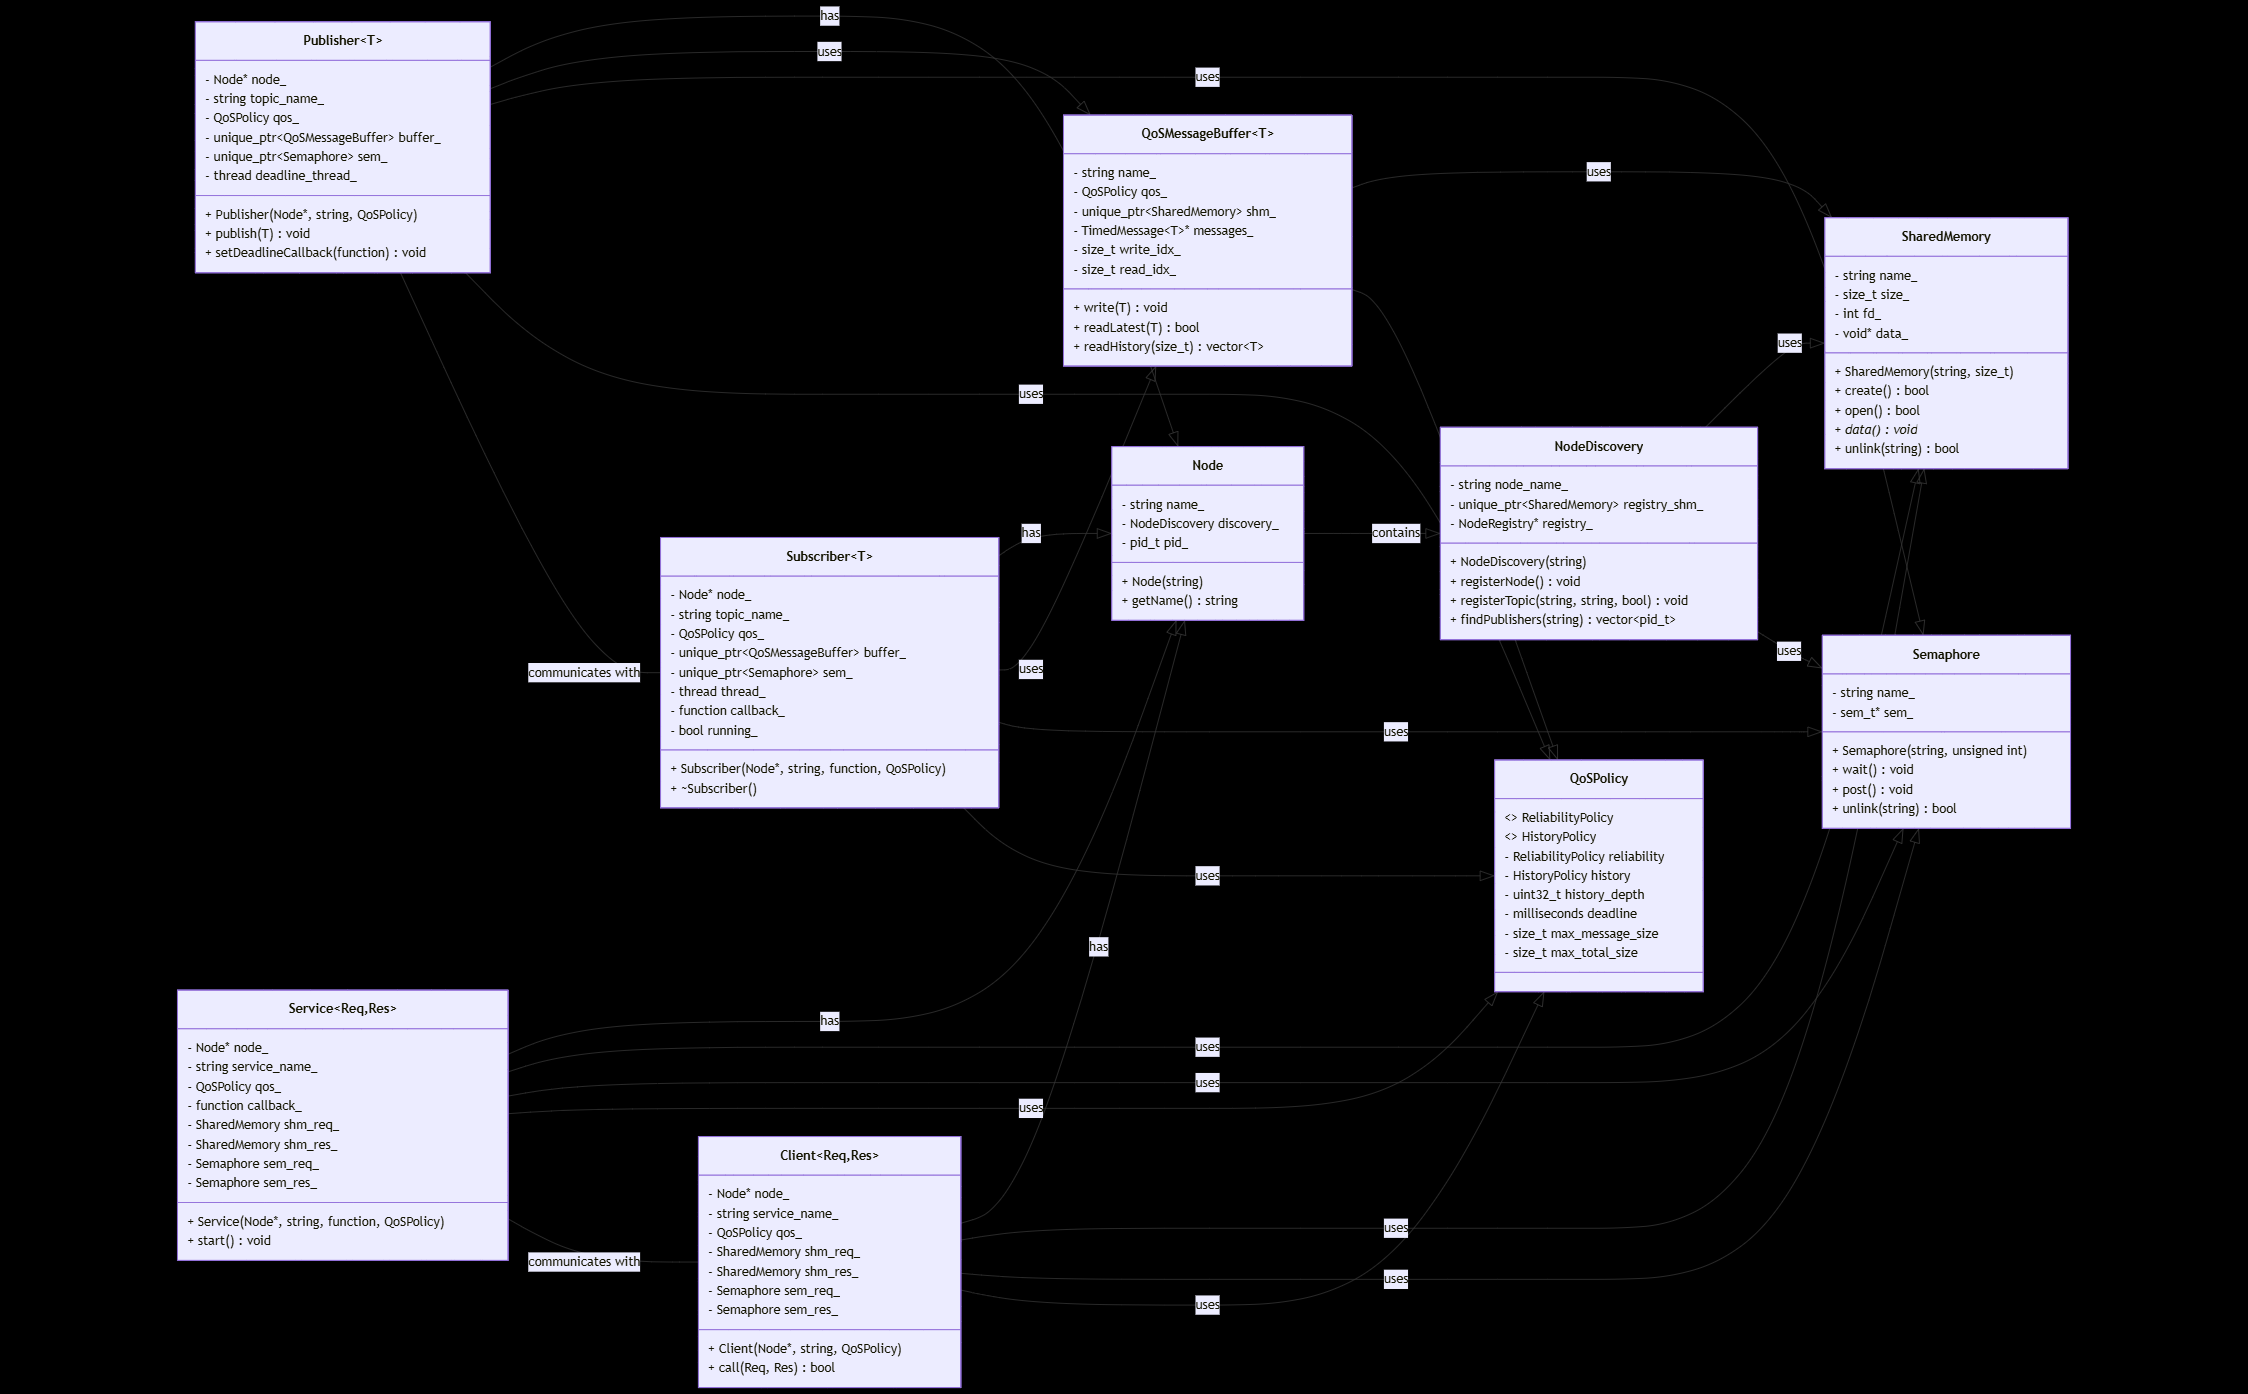 has
uses
uses
Publisher<T>
- Node* node_
- string topic_name_
- QoSPolicy qos_
- unique_ptr<QoSMessageBuffer> buffer_
- unique_ptr<Semaphore> sem_
- thread deadline_thread_
+ Publisher(Node*, string, QoSPolicy)
+ publish(T) : void
+ setDeadlineCallback(function) : void
QoSMessageBuffer<T>
- string name_
- QoSPolicy qos_
- unique_ptr<SharedMemory> shm_
- TimedMessage<T>* messages_
- size_t write_idx_
- size_t read_idx_
+ write(T) : void
+ readLatest(T) : bool
+ readHistory(size_t) : vector<T>
uses
SharedMemory
- string name_
- size_t size_
- int fd_
- void* data_
+ SharedMemory(string, size_t)
+ create() : bool
+ open() : bool
+ data() : void
+ unlink(string) : bool
uses
uses
Node
- string name_
- NodeDiscovery discovery_
- pid_t pid_
+ Node(string)
+ getName() : string
has
contains
NodeDiscovery
- string node_name_
- unique_ptr<SharedMemory> registry_shm_
- NodeRegistry* registry_
+ NodeDiscovery(string)
+ registerNode() : void
+ registerTopic(string, string, bool) : void
+ findPublishers(string) : vector<pid_t>
Subscriber<T>
- Node* node_
- string topic_name_
- QoSPolicy qos_
- unique_ptr<QoSMessageBuffer> buffer_
- unique_ptr<Semaphore> sem_
- thread thread_
- function callback_
- bool running_
+ Subscriber(Node*, string, function, QoSPolicy)
+ ~Subscriber()
communicates with
uses
uses
uses
Semaphore
- string name_
- sem_t* sem_
+ Semaphore(string, unsigned int)
+ wait() : void
+ post() : void
+ unlink(string) : bool
QoSPolicy
<> ReliabilityPolicy
<> HistoryPolicy
- ReliabilityPolicy reliability
- HistoryPolicy history
- uint32_t history_depth
- milliseconds deadline
- size_t max_message_size
- size_t max_total_size
uses
has
has
uses
uses
uses
Service<Req,Res>
- Node* node_
- string service_name_
- QoSPolicy qos_
- function callback_
- SharedMemory shm_req_
- SharedMemory shm_res_
- Semaphore sem_req_
- Semaphore sem_res_
+ Service(Node*, string, function, QoSPolicy)
+ start() : void
communicates with
Client<Req,Res>
- Node* node_
- string service_name_
- QoSPolicy qos_
- SharedMemory shm_req_
- SharedMemory shm_res_
- Semaphore sem_req_
- Semaphore sem_res_
+ Client(Node*, string, QoSPolicy)
+ call(Req, Res) : bool
uses
uses
uses